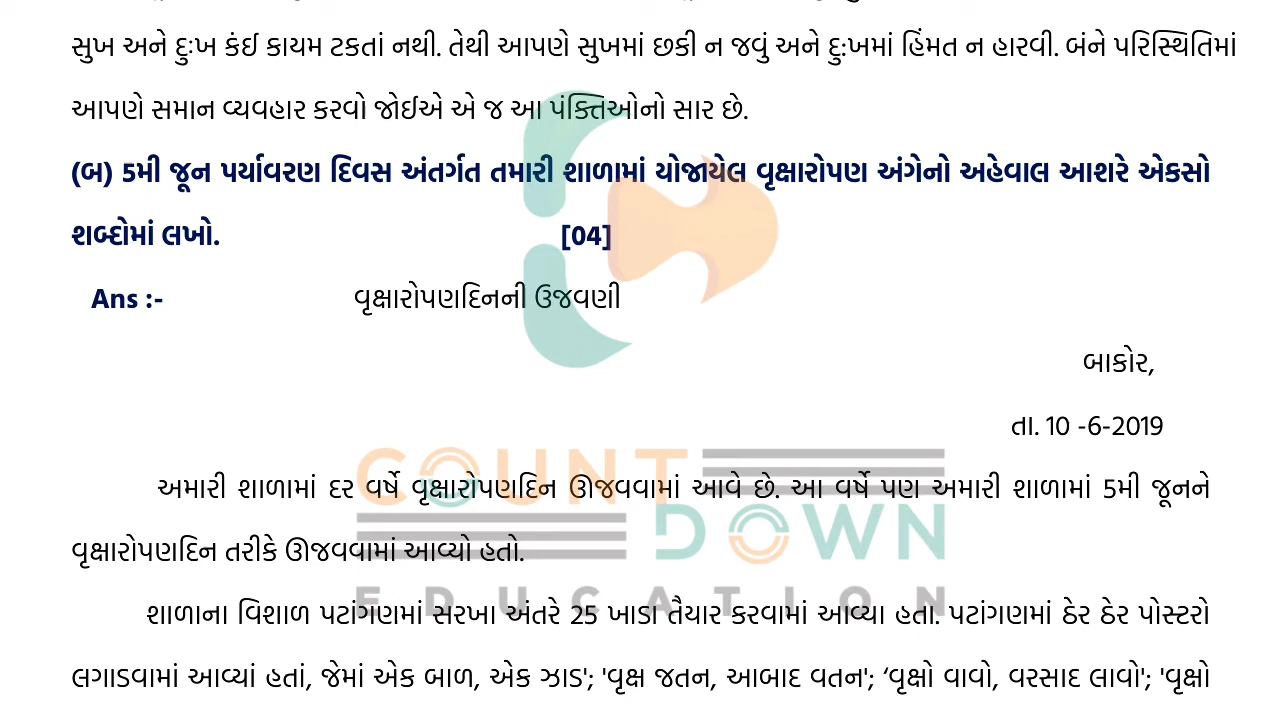 સુખ અને દુઃખ કંઈ કાયમ ટકતાં નથી. તેથી આપણે સુખમાં છકી ન જવું અને દુઃખમાં હિંમત ન હારવી. બંને પરિસ્થિતિમાં
આપણે સમાન વ્યવહાર કરવો જોઈએ એ જ આ પંક્તિઓનો સાર છે.
(બ) 5મી જૂન પર્યાવરણ દિવસ અંતર્ગત તમારી શાળામાં યોજાયેલ વૃક્ષારોપણ અંગેનો અહેવાલ આશરે એકસો
શબ્દોમાં લખો. [04]
Ans :- વૃક્ષારોપણદિનની ઉજવણી
બાકોર,
તા. 10 -6-2019
COUNT
અમારી શાળામાં દર વર્ષે વૃક્ષારોપણદિન ઊજવવામાં આવે છે. આ વર્ષે પણ અમારી શાળામાં 5મી જૂનને
DOWN
વૃક્ષારોપણદિન તરીકે ઊજવવામાં આવ્યો હતો.
EDUCATION
શાળાના વિશાળ પટાંગણમાં સરખા અંતરે 25 ખાડા તૈયાર કરવામાં આવ્યા હતા. પટાંગણમાં ઠેર ઠેર પોસ્ટરો
લગાડવામાં આવ્યાં હતાં, જેમાં એક બાળ, એક ઝાડ'; 'વૃક્ષ જતન, આબાદ વતન'; ‘વૃક્ષો વાવો, વરસાદ લાવો'; 'વૃક્ષો